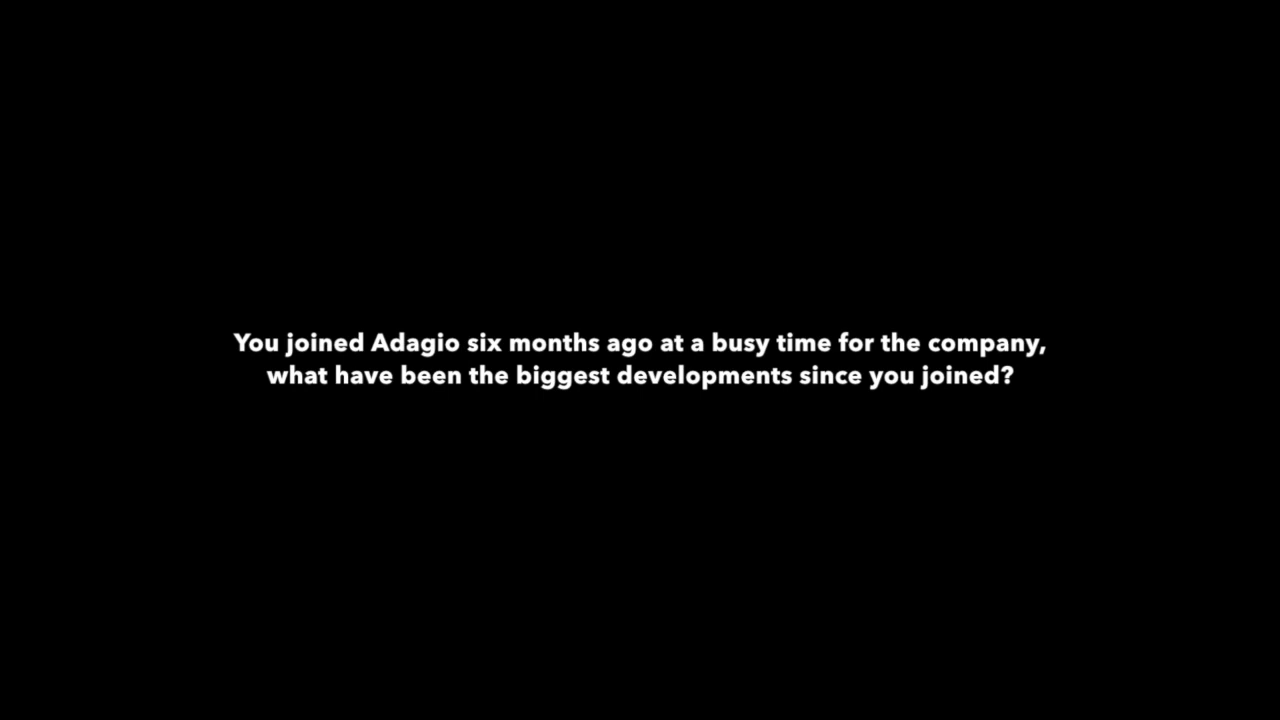 You joined Adagio six months ago at a busy time for the company,
what have been the biggest developments since you joined?